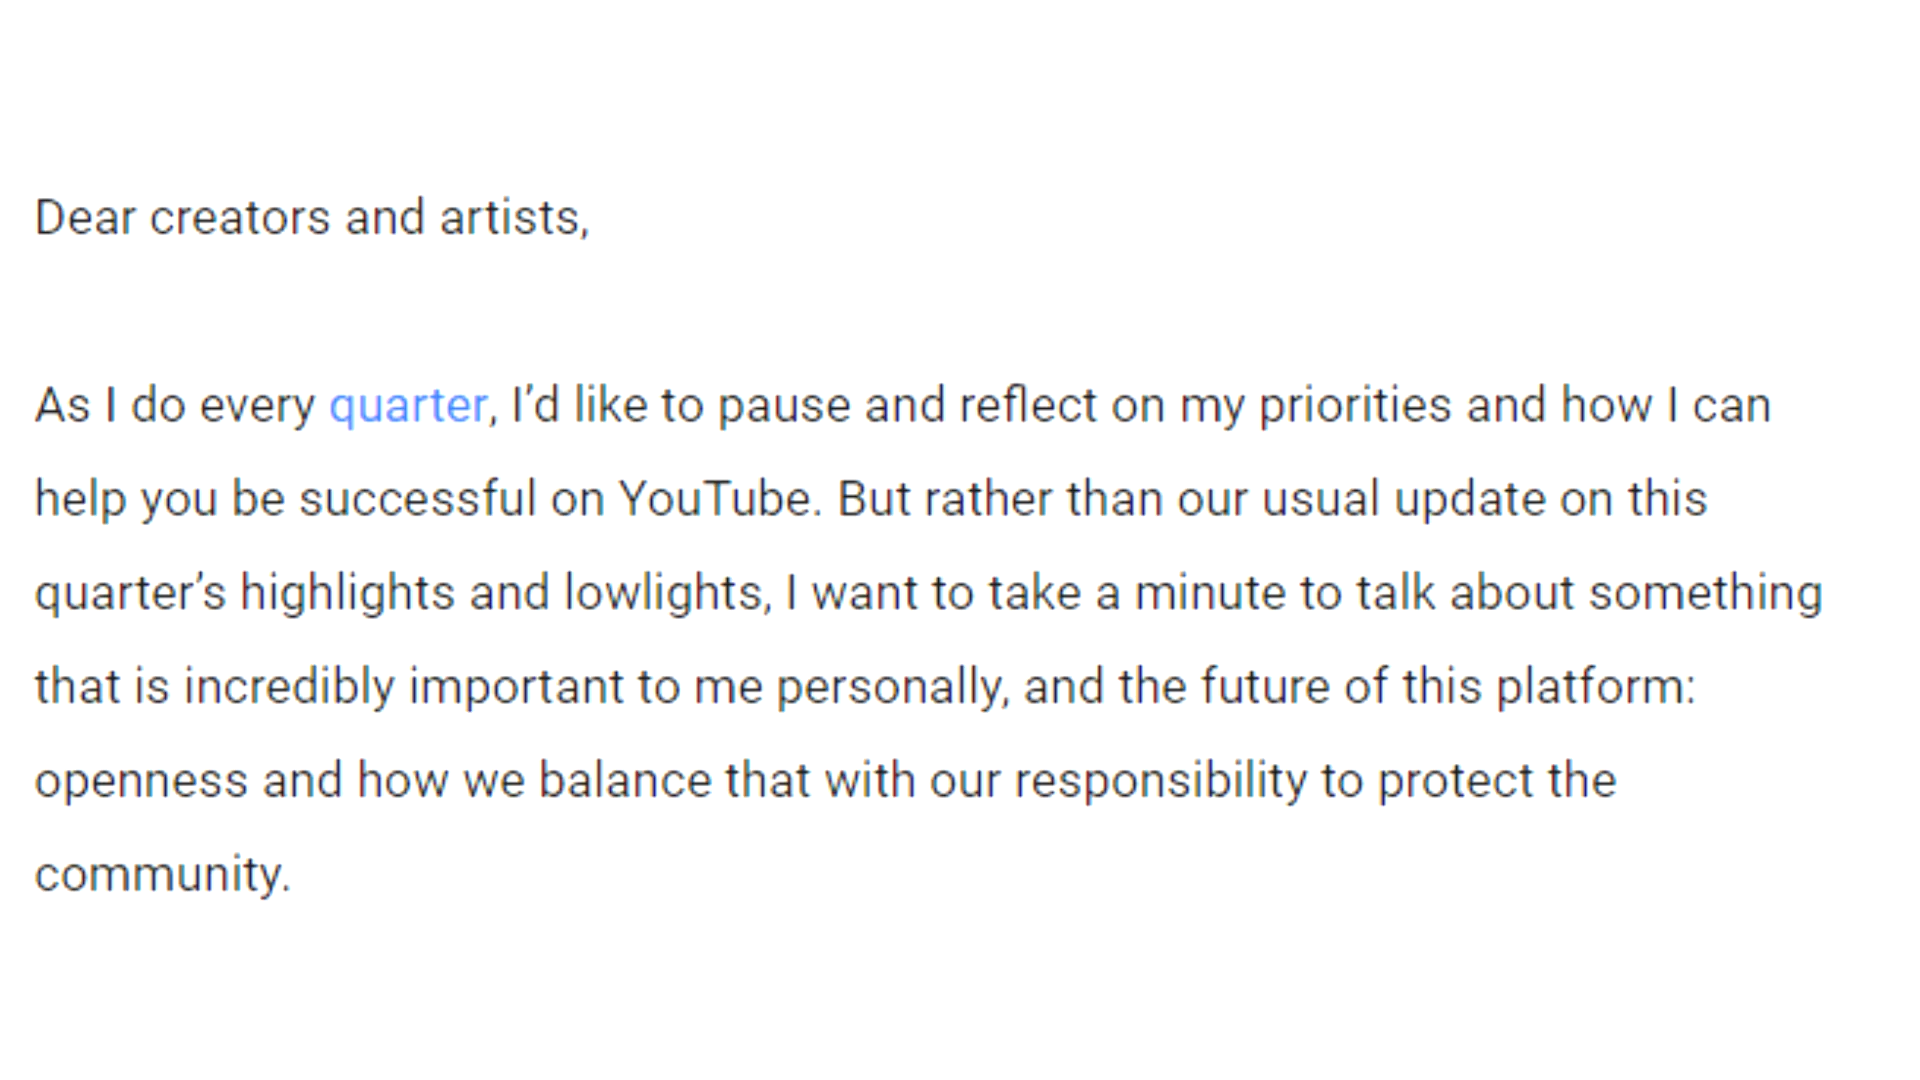 Dear creators and artists,
As I do every quarter, I’d like to pause and reflect on my priorities and how I can
help you be successful on YouTube. But rather than our usual update on this
quarter’s highlights and lowlights, I want to take a minute to talk about something
that is incredibly important to me personally, and the future of this platform:
openness and how we balance that with our responsibility to protect the
community.